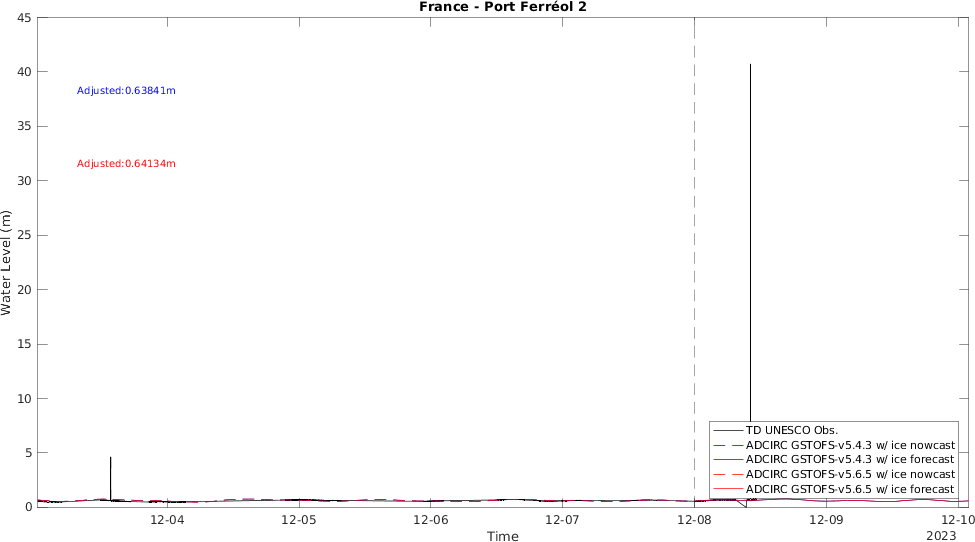 France - Port Ferréol 2
Water Level (m)
45
40
35
30
25
20
15
10
5
0
Adjusted:0.63841m
Adjusted:0.64134m
TD UNESCO Obs.
ADCIRC GSTOFS-v5.4.3 w/ ice nowcast
ADCIRC GSTOFS-v5.4.3 w/ ice forecast
ADCIRC GSTOFS-v5.6.5 w/ ice nowcast
ADCIRC GSTOFS-v5.6.5 w/ ice forecast
12-04 12-05 12-06 12-07 12-08 12-09 12-10
Time
2023